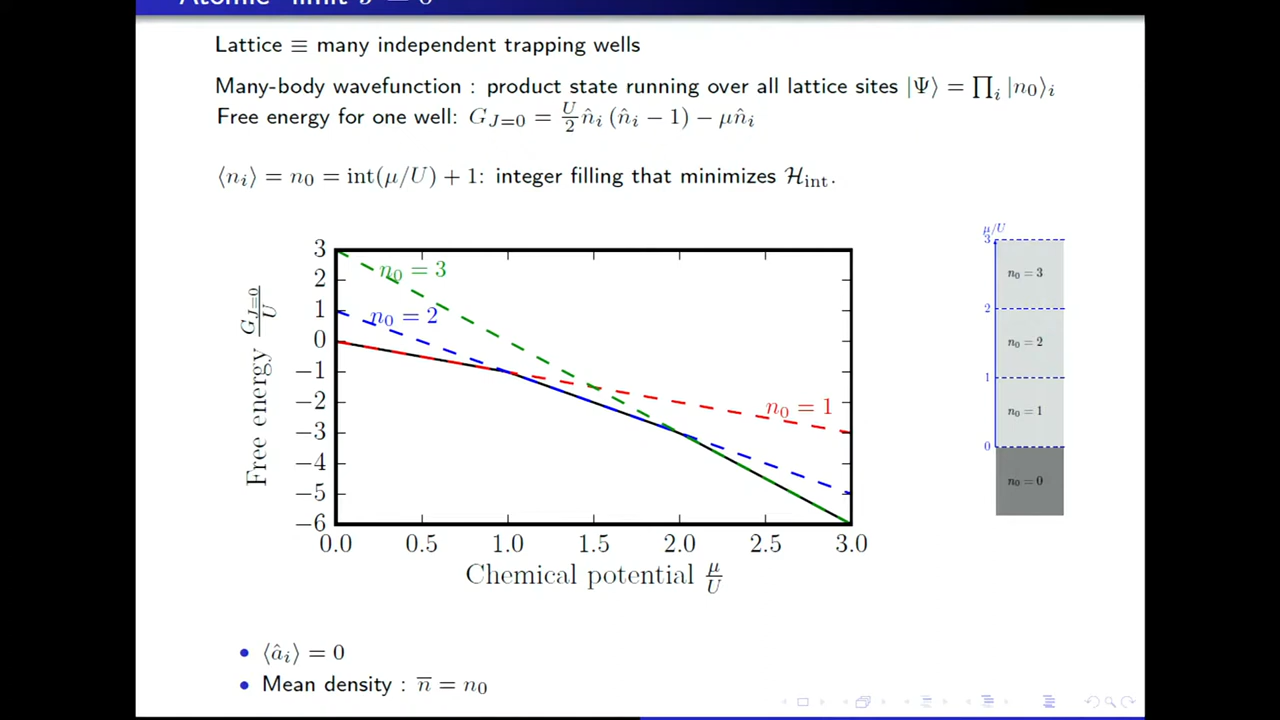 "Atomic" limit J = 0
Lattice ≡ many independent trapping wells
Many-body wavefunction : product state running over all lattice sites |Ψ⟩ = ∏ᵢ |n₀⟩ᵢ
Free energy for one well: G_{J=0} = U/2 n̂ᵢ (n̂ᵢ − 1) − μn̂ᵢ
⟨nᵢ⟩ = n₀ = int(μ/U) + 1: integer filling that minimizes ℋ_int.
3
2
1
0
−1
−2
−3
−4
−5
−6
Free energy G_{J=0}/U
n₀ = 3
n₀ = 2
n₀ = 1
0.0 0.5 1.0 1.5 2.0 2.5 3.0
Chemical potential μ/U
μ/U
3
n₀ = 3
2
n₀ = 2
1
n₀ = 1
0
n₀ = 0
• ⟨âᵢ⟩ = 0
• Mean density : n̅ = n₀